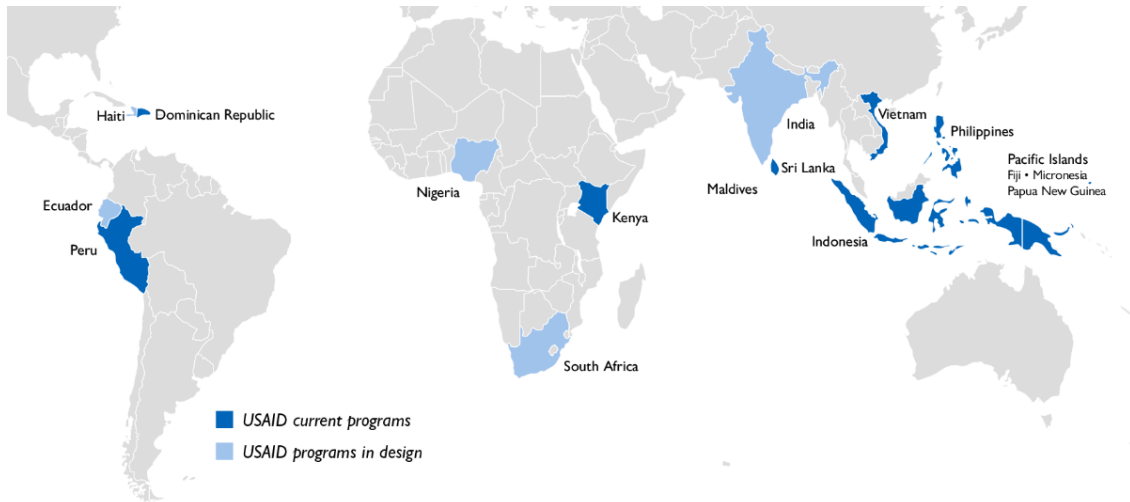 Haiti
Dominican Republic
Ecuador
Peru
Nigeria
Kenya
South Africa
India
Maldives
Sri Lanka
Vietnam
Philippines
Indonesia
Pacific Islands
Fiji • Micronesia
Papua New Guinea
USAID current programs
USAID programs in design